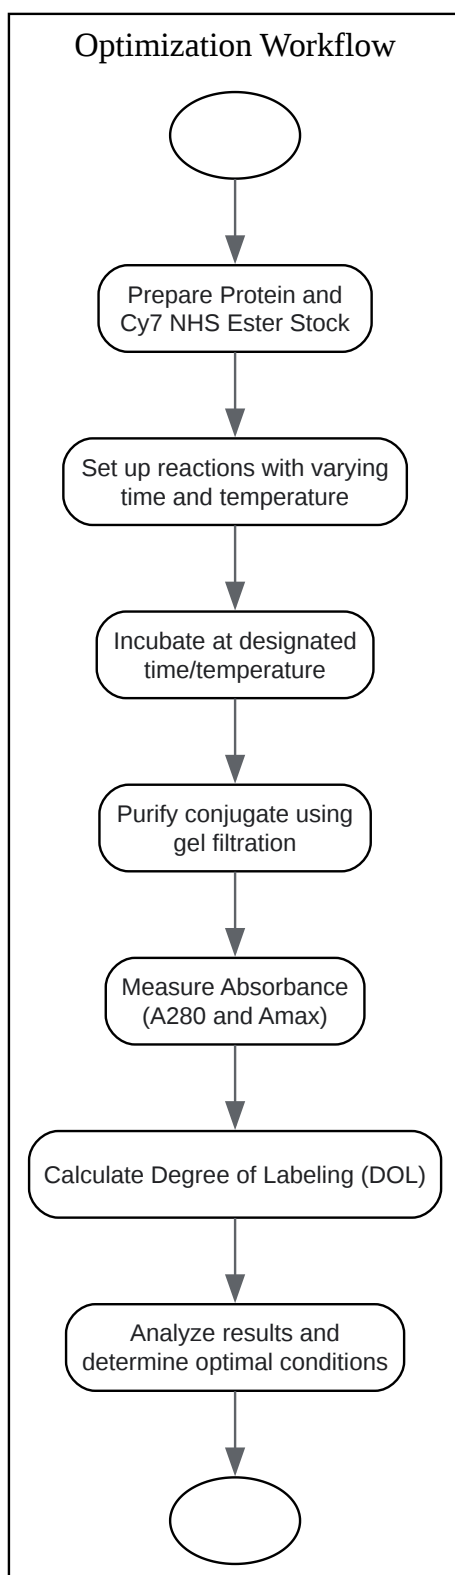 Optimization Workflow
Prepare Protein and
Cy7 NHS Ester Stock
Set up reactions with varying
time and temperature
Incubate at designated
time/temperature
Purify conjugate using
gel filtration
Measure Absorbance
(A280 and Amax)
Calculate Degree of Labeling (DOL)
Analyze results and
determine optimal conditions